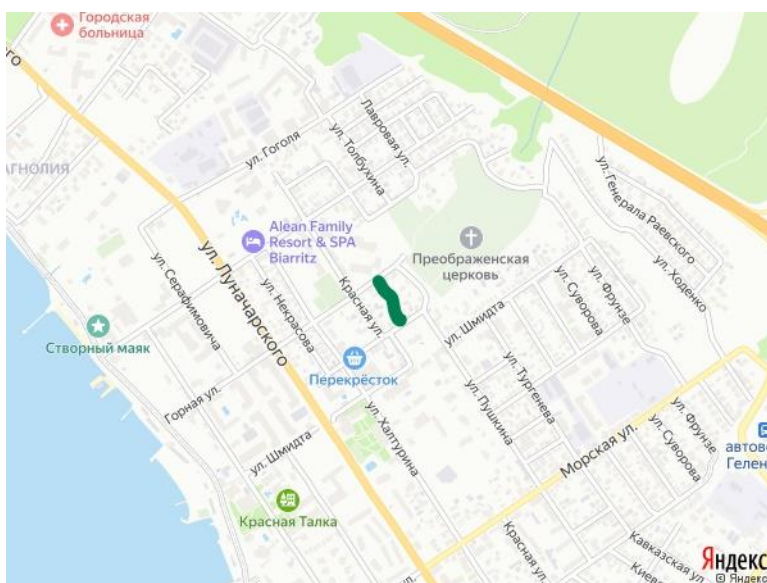 Городская
больница
ого
Лавровая ул.
ул. Толбухина
ул. Гоголя
АГНОЛИЯ
ул. Генерала Раевского
Alean Family
Resort & SPA
Biarritz
Преображенская
церковь
ул. Ходенко
ул. Серафимовича
ул. Луначарского
ул. Некрасова
Красная ул.
ул. Шмидта
ул. Суворова
ул. Фрунзе
Створный маяк
Перекрёсток
Горная ул.
ул. Пушкина
ул. Тургенева
ул. Халтурина
ул. Шмидта
Морская ул.
ул. Фрунзе
ул. Суворова
автово
Гелен
Красная Талка
Красная ул.
Кавказская ул.
Киев
Яндекс
© Яндекс